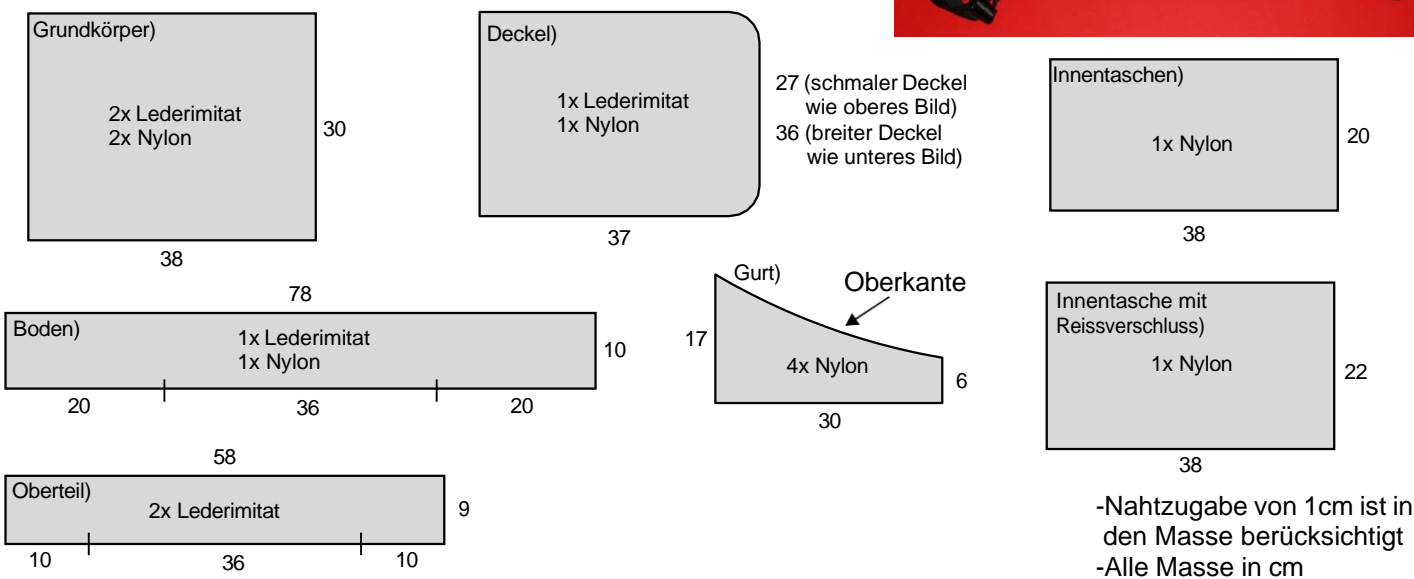 Grundkörper)
2x Lederimitat
2x Nylon
30
38
Deckel)
1x Lederimitat
1x Nylon
27 (schmaler Deckel
wie oberes Bild)
36 (breiter Deckel
wie unteres Bild)
37
Innentaschen)
1x Nylon
20
38
78
Boden)
1x Lederimitat
1x Nylon
10
20
36
20
Gurt)
Oberkante
17
4x Nylon
6
30
Innentasche mit
Reissverschluss)
1x Nylon
22
38
58
Oberteil)
2x Lederimitat
9
10
36
10
-Nahtzugabe von 1cm ist in
den Masse berücksichtigt
-Alle Masse in cm